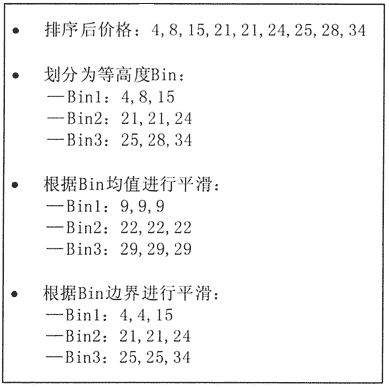 • 排序后价格：4,8,15,21,21,24,25,28,34
• 划分为等高度Bin：
—Bin1：4,8,15
—Bin2：21,21,24
—Bin3：25,28,34
• 根据Bin均值进行平滑：
—Bin1：9,9,9
—Bin2：22,22,22
—Bin3：29,29,29
• 根据Bin边界进行平滑：
—Bin1：4,4,15
—Bin2：21,21,24
—Bin3：25,25,34